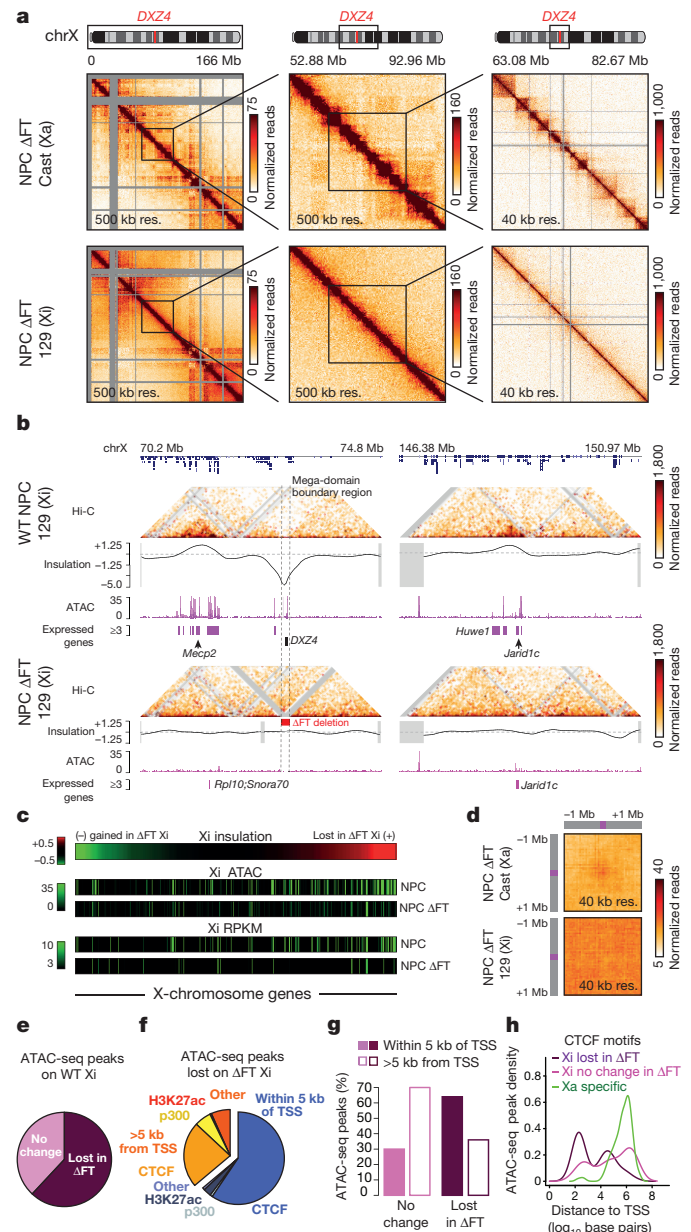 a
DXZ4
DXZ4
DXZ4
chrX
0 166 Mb
52.88 Mb 92.96 Mb
63.08 Mb 82.67 Mb
NPC ΔFT
Cast (Xa)
500 kb res.
0 75
Normalized reads
500 kb res.
0 160
Normalized reads
40 kb res.
0 1,000
Normalized reads
NPC ΔFT
129 (Xi)
500 kb res.
0 75
Normalized reads
500 kb res.
0 160
Normalized reads
40 kb res.
0 1,000
Normalized reads
b
chrX
70.2 Mb 74.8 Mb
146.38 Mb 150.97 Mb
WT NPC
129 (Xi)
Mega-domain
boundary region
Hi-C
0 1,800
Normalized reads
+1.25
Insulation
−1.25
−5.0
ATAC
35
0
Expressed
genes
≥3
Mecp2
DXZ4
Huwe1
Jarid1c
NPC ΔFT
129 (Xi)
Hi-C
0 1,800
Normalized reads
ΔFT deletion
+1.25
Insulation
−1.25
ATAC
35
0
Expressed
genes
≥3
Rpl10;Snora70
Jarid1c
c
(−) gained in ΔFT Xi
Xi insulation
Lost in ΔFT Xi (+)
+0.5
−0.5
Xi ATAC
35
0
NPC
NPC ΔFT
Xi RPKM
10
3
NPC
NPC ΔFT
X-chromosome genes
d
−1 Mb +1 Mb
NPC ΔFT
Cast (Xa)
−1 Mb
+1 Mb
40 kb res.
NPC ΔFT
129 (Xi)
−1 Mb
+1 Mb
40 kb res.
5 40
Normalized reads
e
ATAC-seq peaks
on WT Xi
No
change
Lost in
ΔFT
f
ATAC-seq peaks
lost on ΔFT Xi
H3K27ac
Other
p300
Within 5 kb
of TSS
>5 kb
from TSS
CTCF
Other
H3K27ac
p300
CTCF
g
Within 5 kb of TSS
>5 kb from TSS
ATAC-seq peaks (%)
70
60
50
40
30
20
10
0
No
change
Lost
in ΔFT
h
CTCF motifs
Xi lost in ΔFT
Xi no change in ΔFT
Xa specific
ATAC-seq peak density
0.8
0.6
0.4
0.2
0
0 2 4 6 8
Distance to TSS
(log10 base pairs)